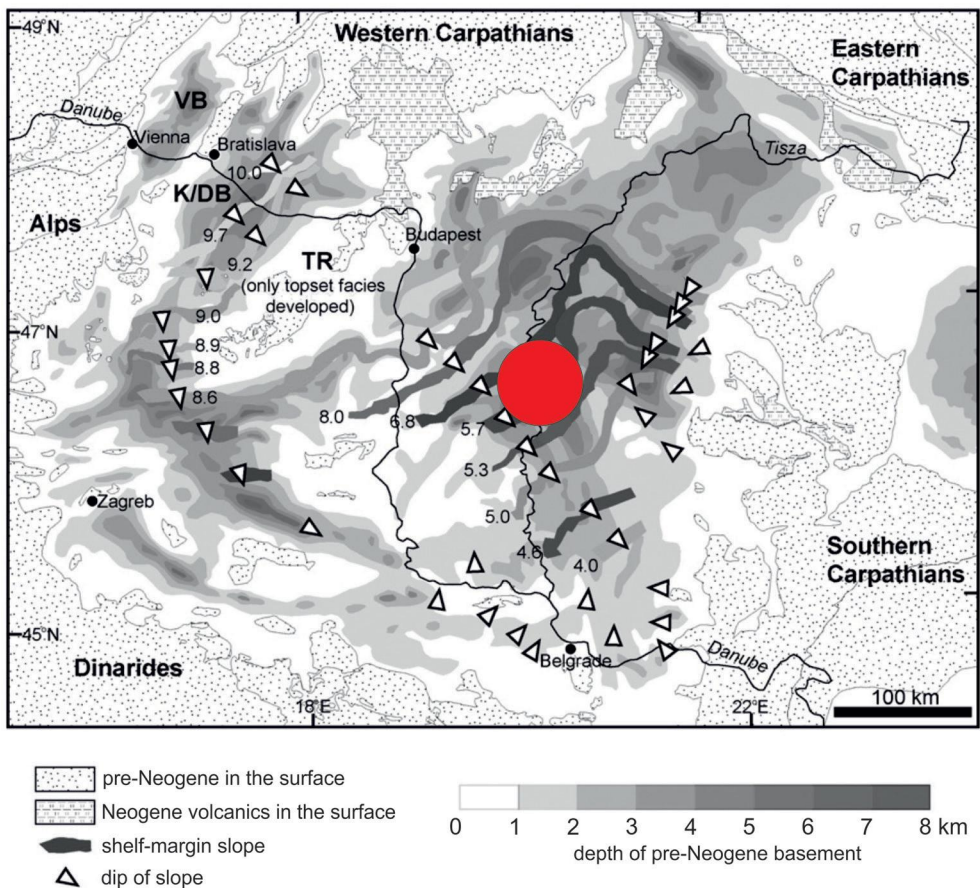 49°N
Western Carpathians
Eastern
Carpathians
VB
Danube
Vienna
Bratislava
10.0
Tisza
K/DB
Alps
9.7
Budapest
TR
9.2
(only topset facies
developed)
9.0
47°N
8.9
8.8
8.6
8.0
6.8
5.7
5.3
Zagreb
5.0
4.6
4.0
Southern
Carpathians
45°N
Belgrade
Danube
Dinarides
18°E
22°E
100 km
pre-Neogene in the surface
Neogene volcanics in the surface
shelf-margin slope
dip of slope
0 1 2 3 4 5 6 7 8 km
depth of pre-Neogene basement